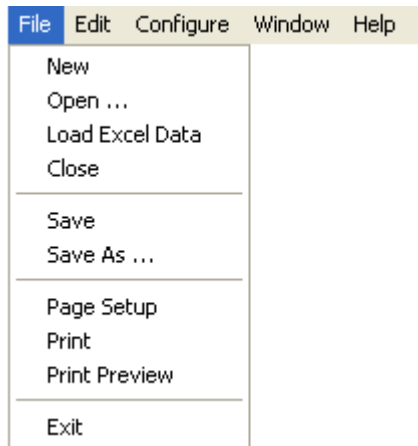 File Edit Configure Window Help
New
Open ...
Load Excel Data
Close
Save
Save As ...
Page Setup
Print
Print Preview
Exit